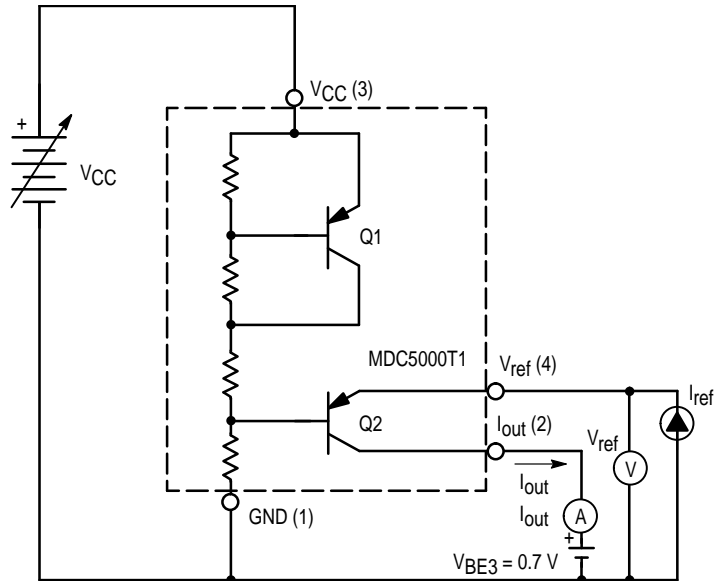 VCC (3)
+
VCC
Q1
MDC5000T1
Vref (4)
Iref
Q2
Iout (2)
Vref
V
Iout
Iout
A
GND (1)
+
VBE3 = 0.7 V